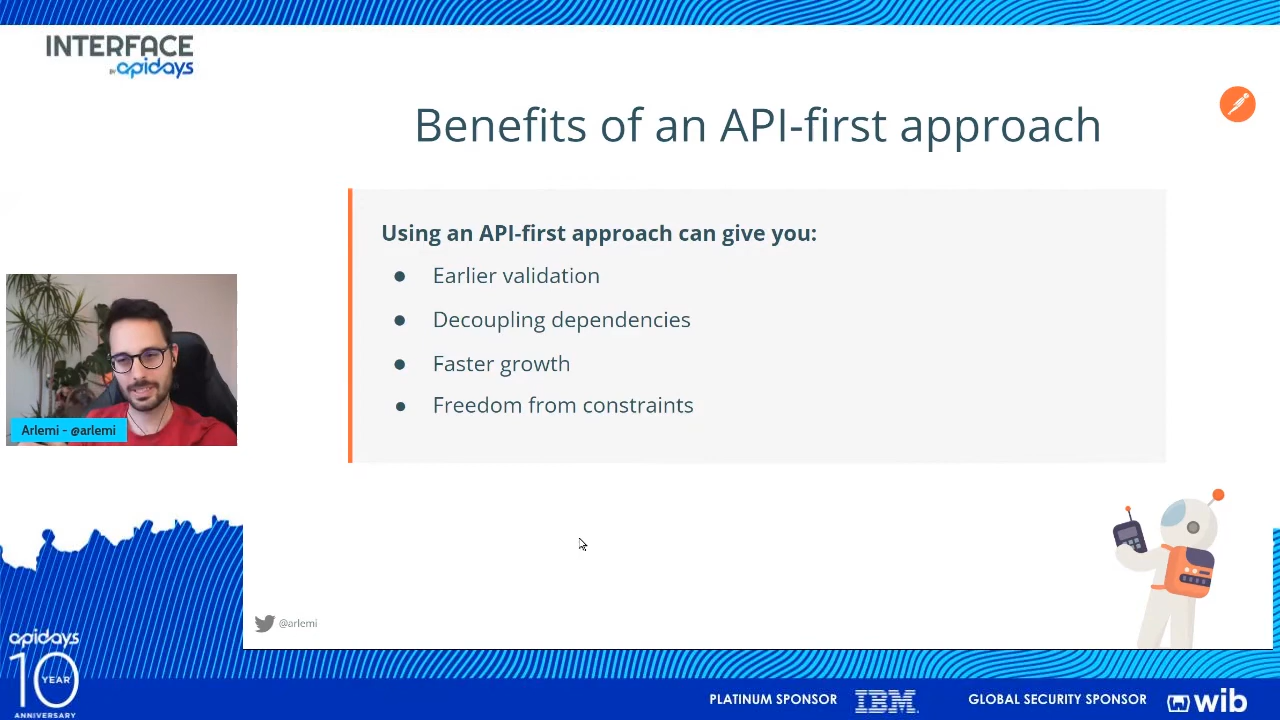 INTERFACE
BY apidays
Benefits of an API-first approach
Using an API-first approach can give you:
● Earlier validation
● Decoupling dependencies
● Faster growth
● Freedom from constraints
Arlemi - @arlemi
@arlemi
apidays
10
YEAR
ANNIVERSARY
PLATINUM SPONSOR IBM GLOBAL SECURITY SPONSOR wib